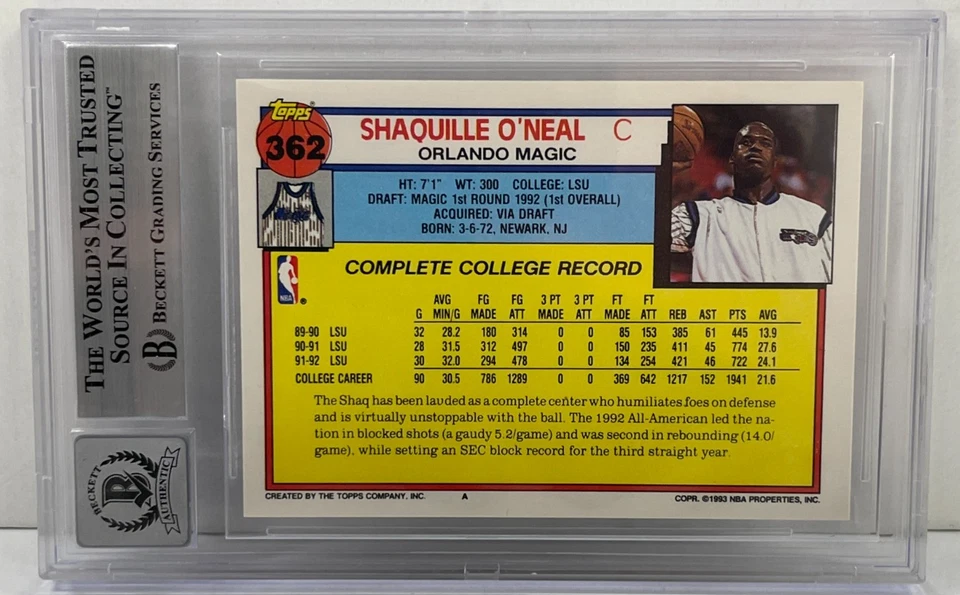 THE WORLD'S MOST TRUSTED
SOURCE IN COLLECTING™
B BECKETT GRADING SERVICES
BECKETT
B
AUTHENTIC
Topps®
362
SHAQUILLE O'NEAL C
ORLANDO MAGIC
HT: 7'1" WT: 300 COLLEGE: LSU
DRAFT: MAGIC 1st ROUND 1992 (1st OVERALL)
ACQUIRED: VIA DRAFT
BORN: 3-6-72, NEWARK, NJ
NBA ®
COMPLETE COLLEGE RECORD
AVG FG FG 3 PT 3 PT FT FT
G MIN/G MADE ATT MADE ATT MADE ATT REB AST PTS AVG
89-90 LSU 32 28.2 180 314 0 0 85 153 385 61 445 13.9
90-91 LSU 28 31.5 312 497 0 0 150 235 411 45 774 27.6
91-92 LSU 30 32.0 294 478 0 0 134 254 421 46 722 24.1
COLLEGE CAREER 90 30.5 786 1289 0 0 369 642 1217 152 1941 21.6
The Shaq has been lauded as a complete center who humiliates foes on defense
and is virtually unstoppable with the ball. The 1992 All-American led the na-
tion in blocked shots (a gaudy 5.2/game) and was second in rebounding (14.0/
game), while setting an SEC block record for the third straight year.
CREATED BY THE TOPPS COMPANY, INC. A COPR. ©1993 NBA PROPERTIES, INC.